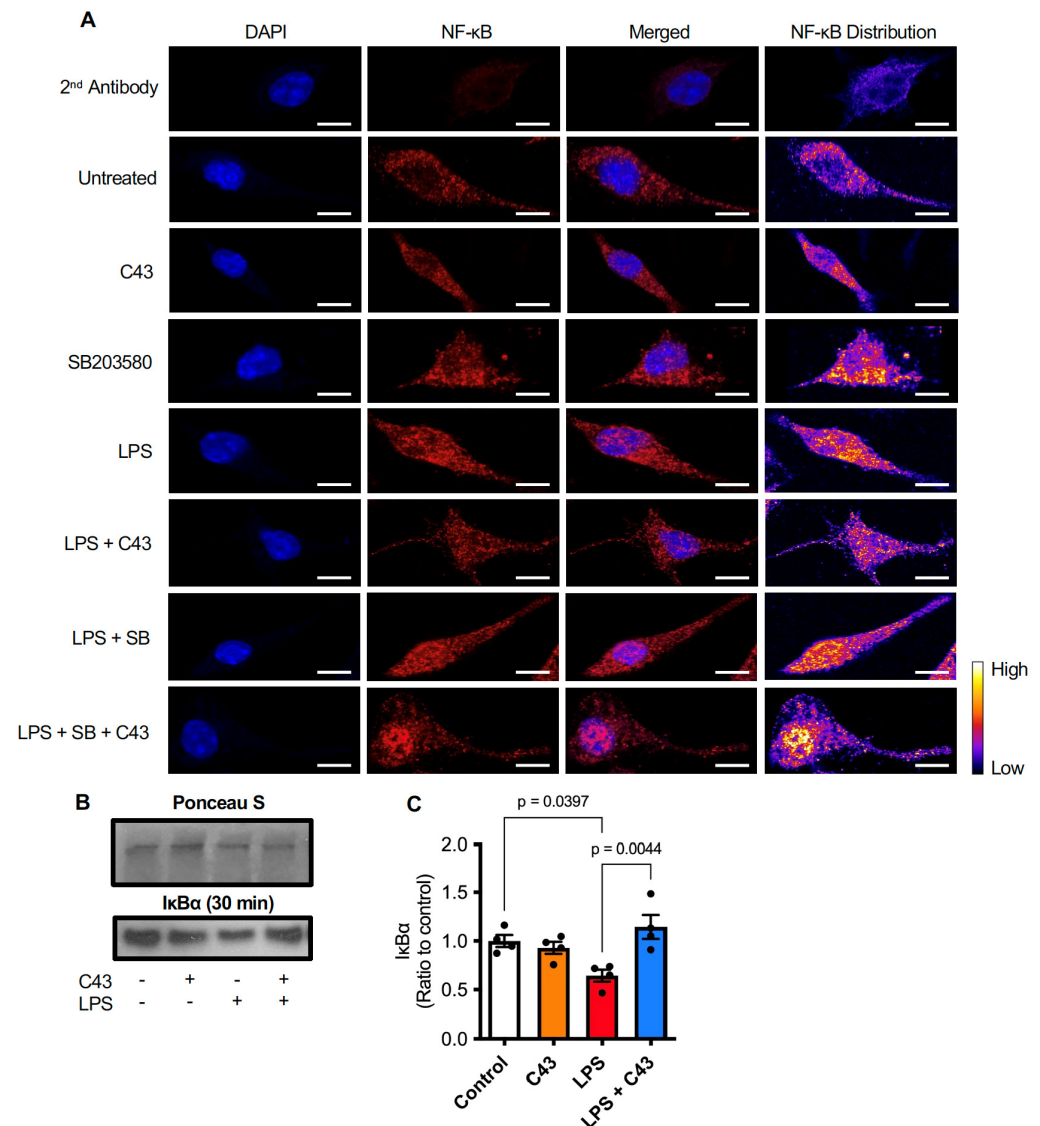 A
DAPI NF-κB Merged NF-κB Distribution
2nd Antibody
Untreated
C43
SB203580
LPS
LPS + C43
LPS + SB
LPS + SB + C43
High
Low
B
Ponceau S
IκBα (30 min)
C43 - + - +
LPS - - + +
C
p = 0.0397
p = 0.0044
IκBα
(Ratio to control)
2.0
1.5
1.0
0.5
0.0
Control C43 LPS LPS + C43